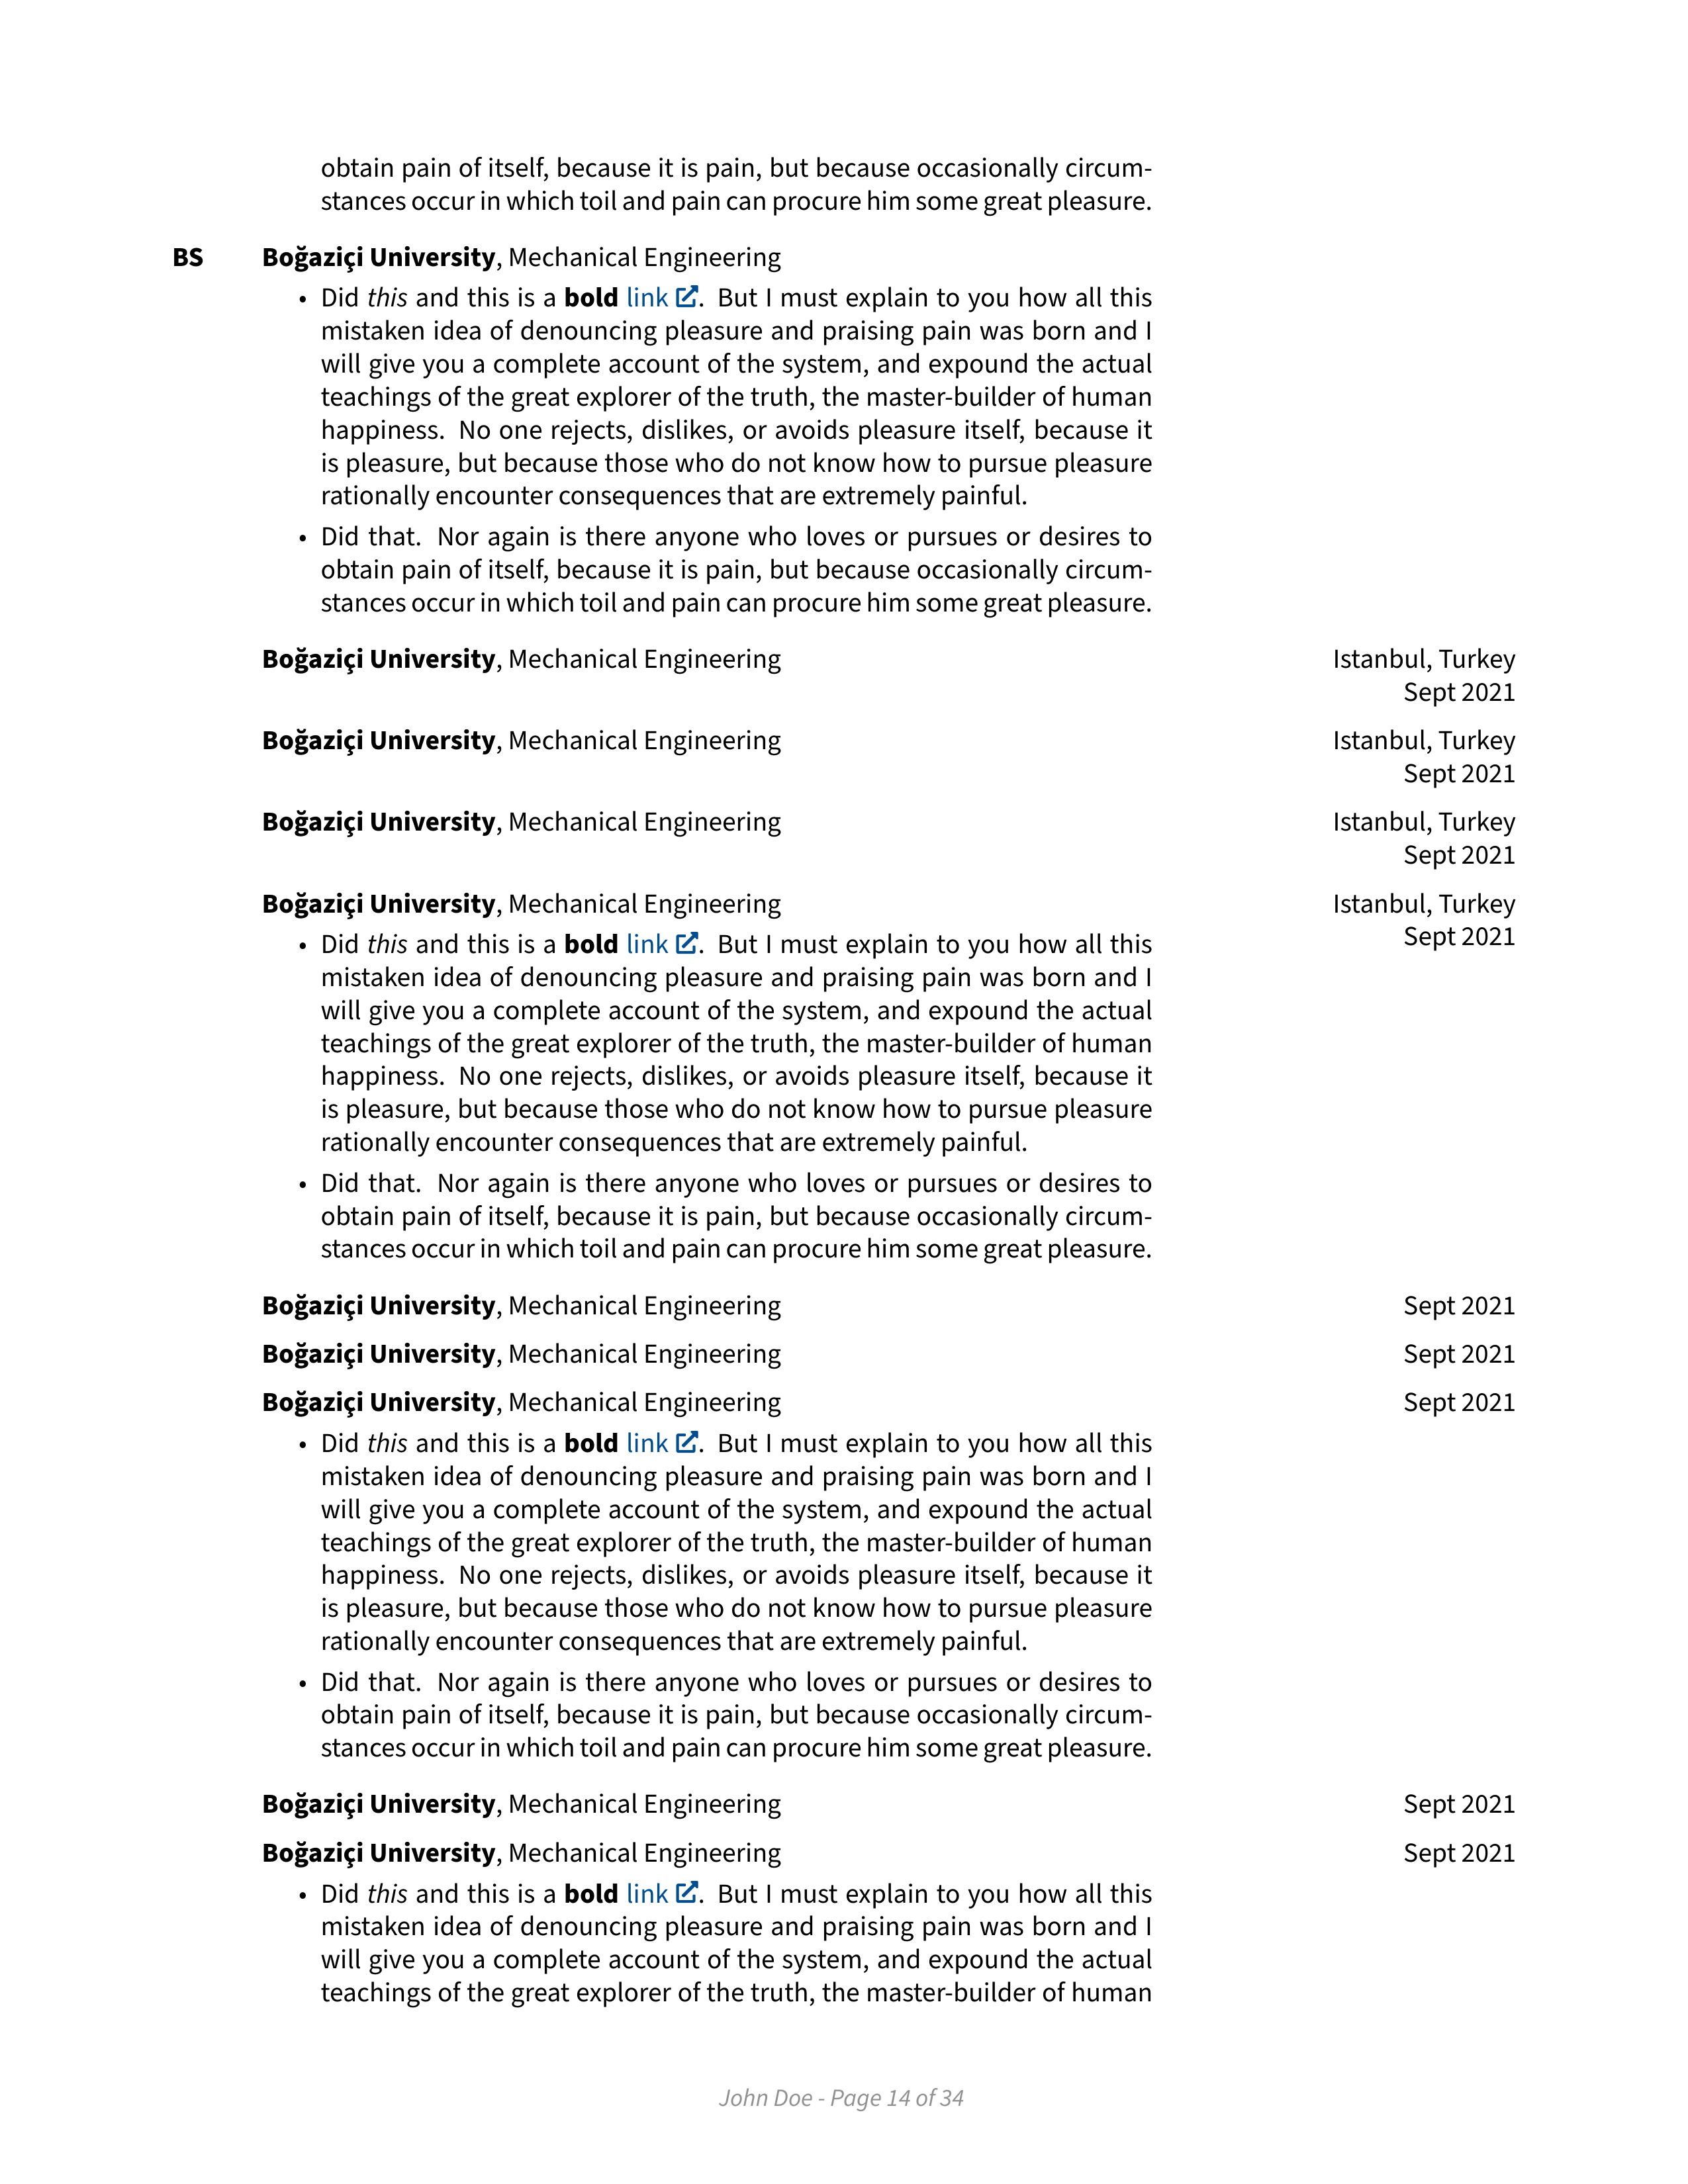 obtain pain of itself, because it is pain, but because occasionally circum-
stances occur in which toil and pain can procure him some great pleasure.
BS Boğaziçi University, Mechanical Engineering
• Did this and this is a bold link. But I must explain to you how all this
mistaken idea of denouncing pleasure and praising pain was born and I
will give you a complete account of the system, and expound the actual
teachings of the great explorer of the truth, the master-builder of human
happiness. No one rejects, dislikes, or avoids pleasure itself, because it
is pleasure, but because those who do not know how to pursue pleasure
rationally encounter consequences that are extremely painful.
• Did that. Nor again is there anyone who loves or pursues or desires to
obtain pain of itself, because it is pain, but because occasionally circum-
stances occur in which toil and pain can procure him some great pleasure.
Boğaziçi University, Mechanical Engineering Istanbul, Turkey
Sept 2021
Boğaziçi University, Mechanical Engineering Istanbul, Turkey
Sept 2021
Boğaziçi University, Mechanical Engineering Istanbul, Turkey
Sept 2021
Boğaziçi University, Mechanical Engineering Istanbul, Turkey
Sept 2021
• Did this and this is a bold link. But I must explain to you how all this
mistaken idea of denouncing pleasure and praising pain was born and I
will give you a complete account of the system, and expound the actual
teachings of the great explorer of the truth, the master-builder of human
happiness. No one rejects, dislikes, or avoids pleasure itself, because it
is pleasure, but because those who do not know how to pursue pleasure
rationally encounter consequences that are extremely painful.
• Did that. Nor again is there anyone who loves or pursues or desires to
obtain pain of itself, because it is pain, but because occasionally circum-
stances occur in which toil and pain can procure him some great pleasure.
Boğaziçi University, Mechanical Engineering Sept 2021
Boğaziçi University, Mechanical Engineering Sept 2021
Boğaziçi University, Mechanical Engineering Sept 2021
• Did this and this is a bold link. But I must explain to you how all this
mistaken idea of denouncing pleasure and praising pain was born and I
will give you a complete account of the system, and expound the actual
teachings of the great explorer of the truth, the master-builder of human
happiness. No one rejects, dislikes, or avoids pleasure itself, because it
is pleasure, but because those who do not know how to pursue pleasure
rationally encounter consequences that are extremely painful.
• Did that. Nor again is there anyone who loves or pursues or desires to
obtain pain of itself, because it is pain, but because occasionally circum-
stances occur in which toil and pain can procure him some great pleasure.
Boğaziçi University, Mechanical Engineering Sept 2021
Boğaziçi University, Mechanical Engineering Sept 2021
• Did this and this is a bold link. But I must explain to you how all this
mistaken idea of denouncing pleasure and praising pain was born and I
will give you a complete account of the system, and expound the actual
teachings of the great explorer of the truth, the master-builder of human
John Doe - Page 14 of 34